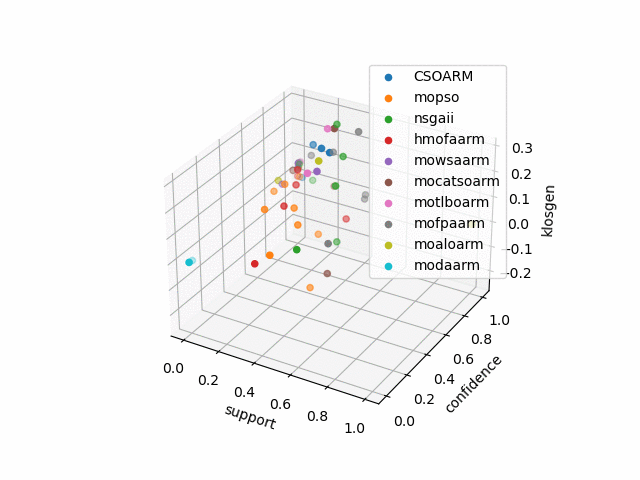 CSOARM
mopso
nsgaii
hmofaarm
mowsaarm
mocatsoarm
motlboarm
mofpaarm
moaloarm
modaarm
0.3
0.2
0.1
0.0
-0.1
-0.2
klosgen
0.0
0.2
0.4
0.6
0.8
1.0
support
0.0
0.2
0.4
0.6
0.8
1.0
confidence